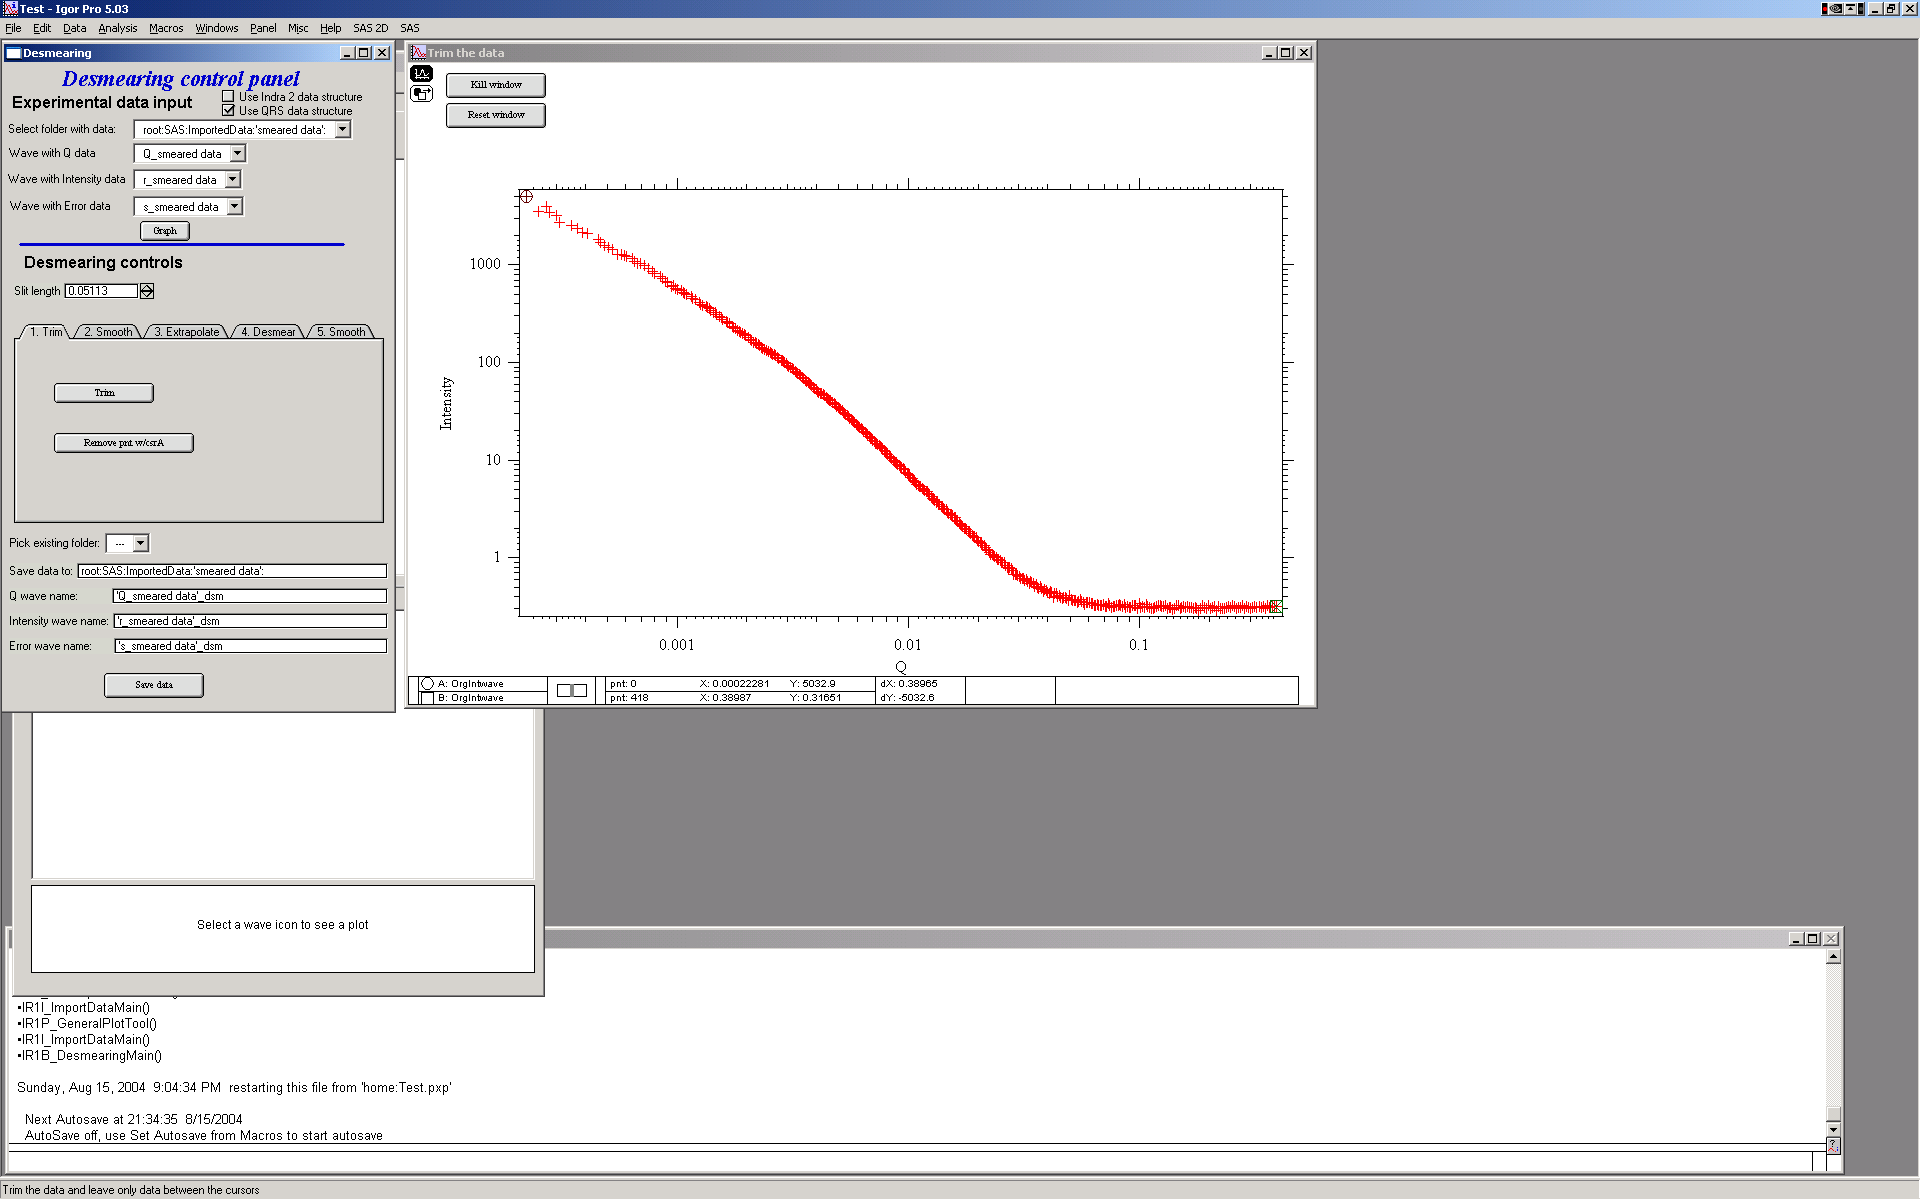 Test - Igor Pro 5.03
File Edit Data Analysis Macros Windows Panel Misc Help SAS 2D SAS
Desmearing
Desmearing control panel
Experimental data input
Use Indra 2 data structure
Use QRS data structure
Select folder with data: root:SAS:ImportedData:'smeared data':
Wave with Q data Q_smeared data
Wave with Intensity data r_smeared data
Wave with Error data s_smeared data
Graph
Desmearing controls
Slit length 0.05113
1. Trim 2. Smooth 3. Extrapolate 4. Desmear 5. Smooth
Trim
Remove pnt w/csrA
Pick existing folder: ---
Save data to: root:SAS:ImportedData:'smeared data':
Q wave name: 'Q_smeared data'_dsm
Intensity wave name: 'r_smeared data'_dsm
Error wave name: 's_smeared data'_dsm
Save data
Trim the data
Kill window
Reset window
1000
100
10
1
Intensity
0.001 0.01 0.1
Q
A: OrgIntwave pnt: 0 X: 0.00022281 Y: 5032.9 dX: 0.38965
B: OrgIntwave pnt: 418 X: 0.38987 Y: 0.31651 dY: -5032.6
Select a wave icon to see a plot
•IR1I_ImportDataMain()
•IR1P_GeneralPlotTool()
•IR1I_ImportDataMain()
•IR1B_DesmearingMain()
Sunday, Aug 15, 2004 9:04:34 PM restarting this file from 'home:Test.pxp'
Next Autosave at 21:34:35 8/15/2004
AutoSave off, use Set Autosave from Macros to start autosave
Trim the data and leave only data between the cursors